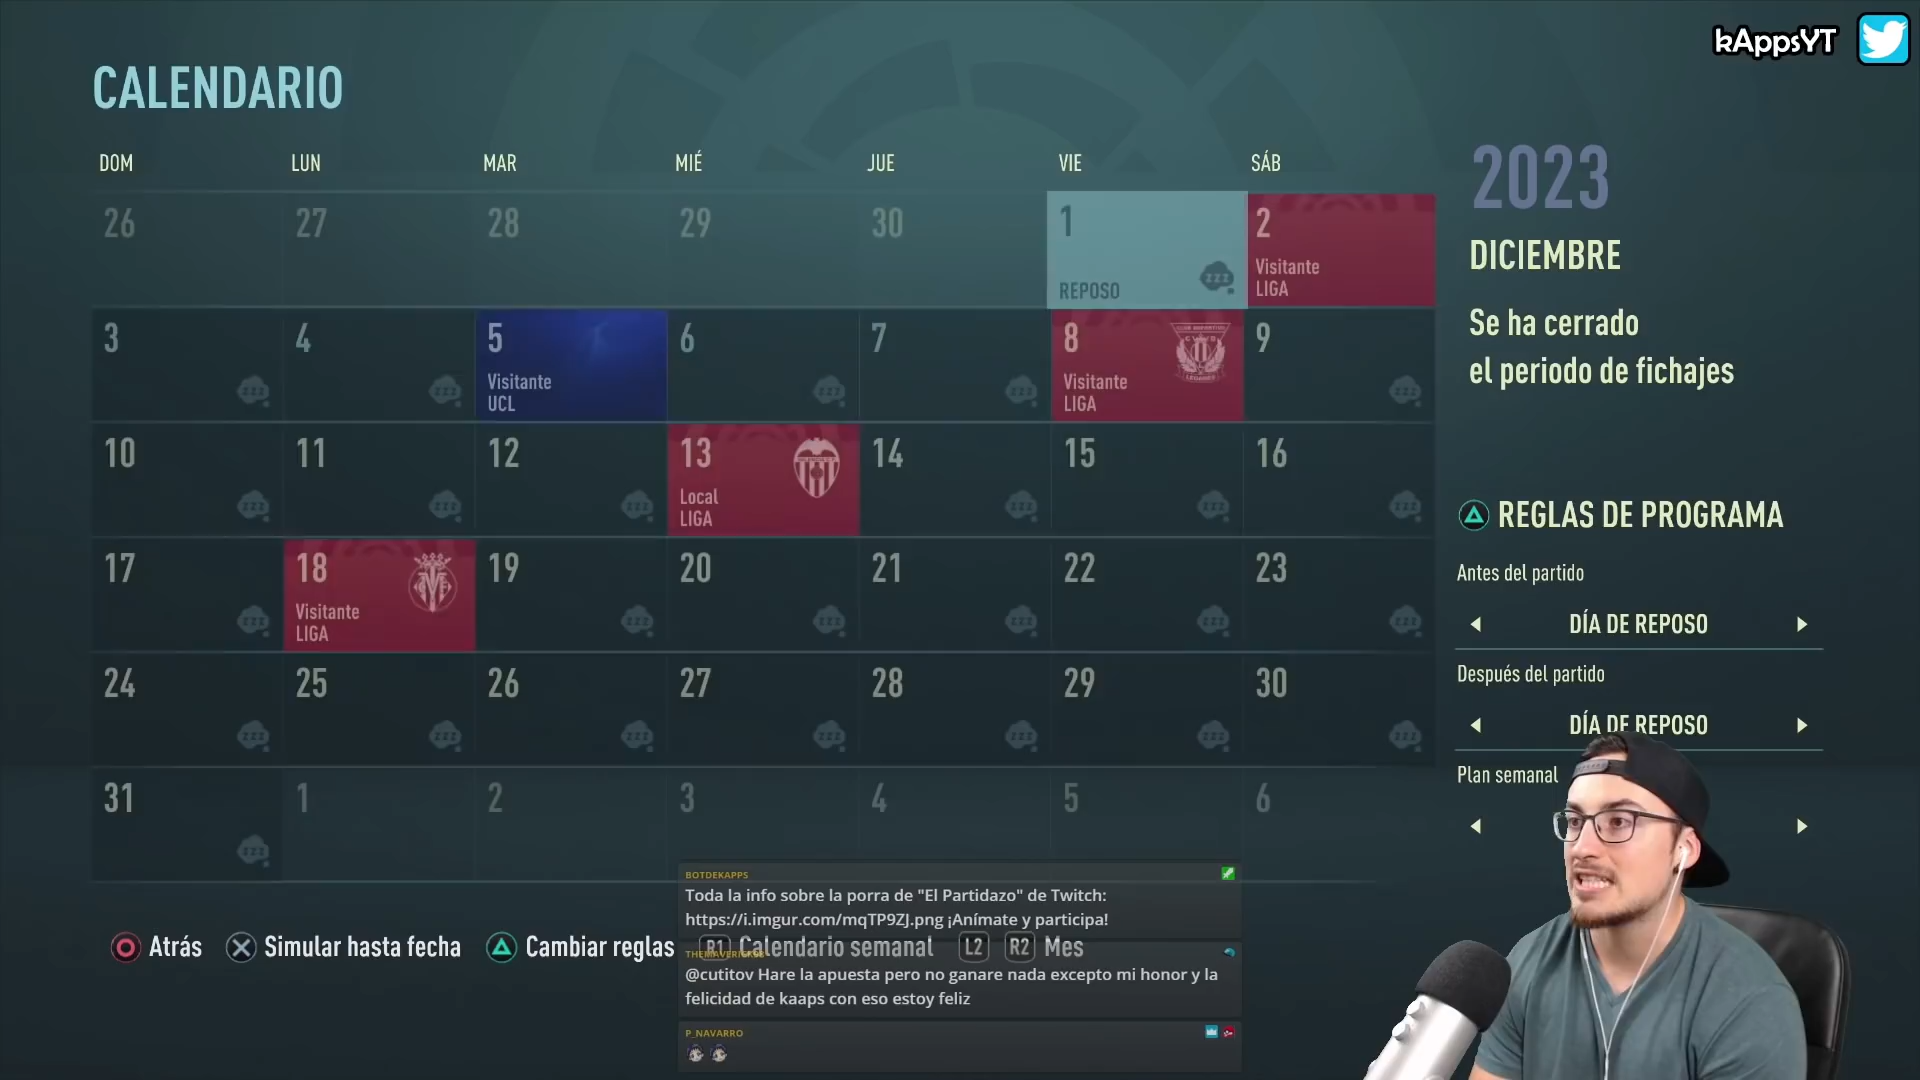 kAppsYT
CALENDARIO
DOM LUN MAR MIÉ JUE VIE SÁB
26 27 28 29 30 1 2
REPOSO
Visitante
LIGA
3 4 5 6 7 8 9
Visitante
UCL
Visitante
LIGA
10 11 12 13 14 15 16
Local
LIGA
17 18 19 20 21 22 23
Visitante
LIGA
24 25 26 27 28 29 30
31 1 2 3 4 5 6
2023
DICIEMBRE
Se ha cerrado
el periodo de fichajes
REGLAS DE PROGRAMA
Antes del partido
DÍA DE REPOSO
Después del partido
DÍA DE REPOSO
Plan semanal
Atrás Simular hasta fecha Cambiar reglas R1 Calendario semanal L2 R2 Mes
BOTDEKAPPS
Toda la info sobre la porra de "El Partidazo" de Twitch:
https://i.imgur.com/mqTP9ZJ.png ¡Anímate y participa!
@cutitov Hare la apuesta pero no ganare nada excepto mi honor y la
felicidad de kaaps con eso estoy feliz
P_NAVARRO